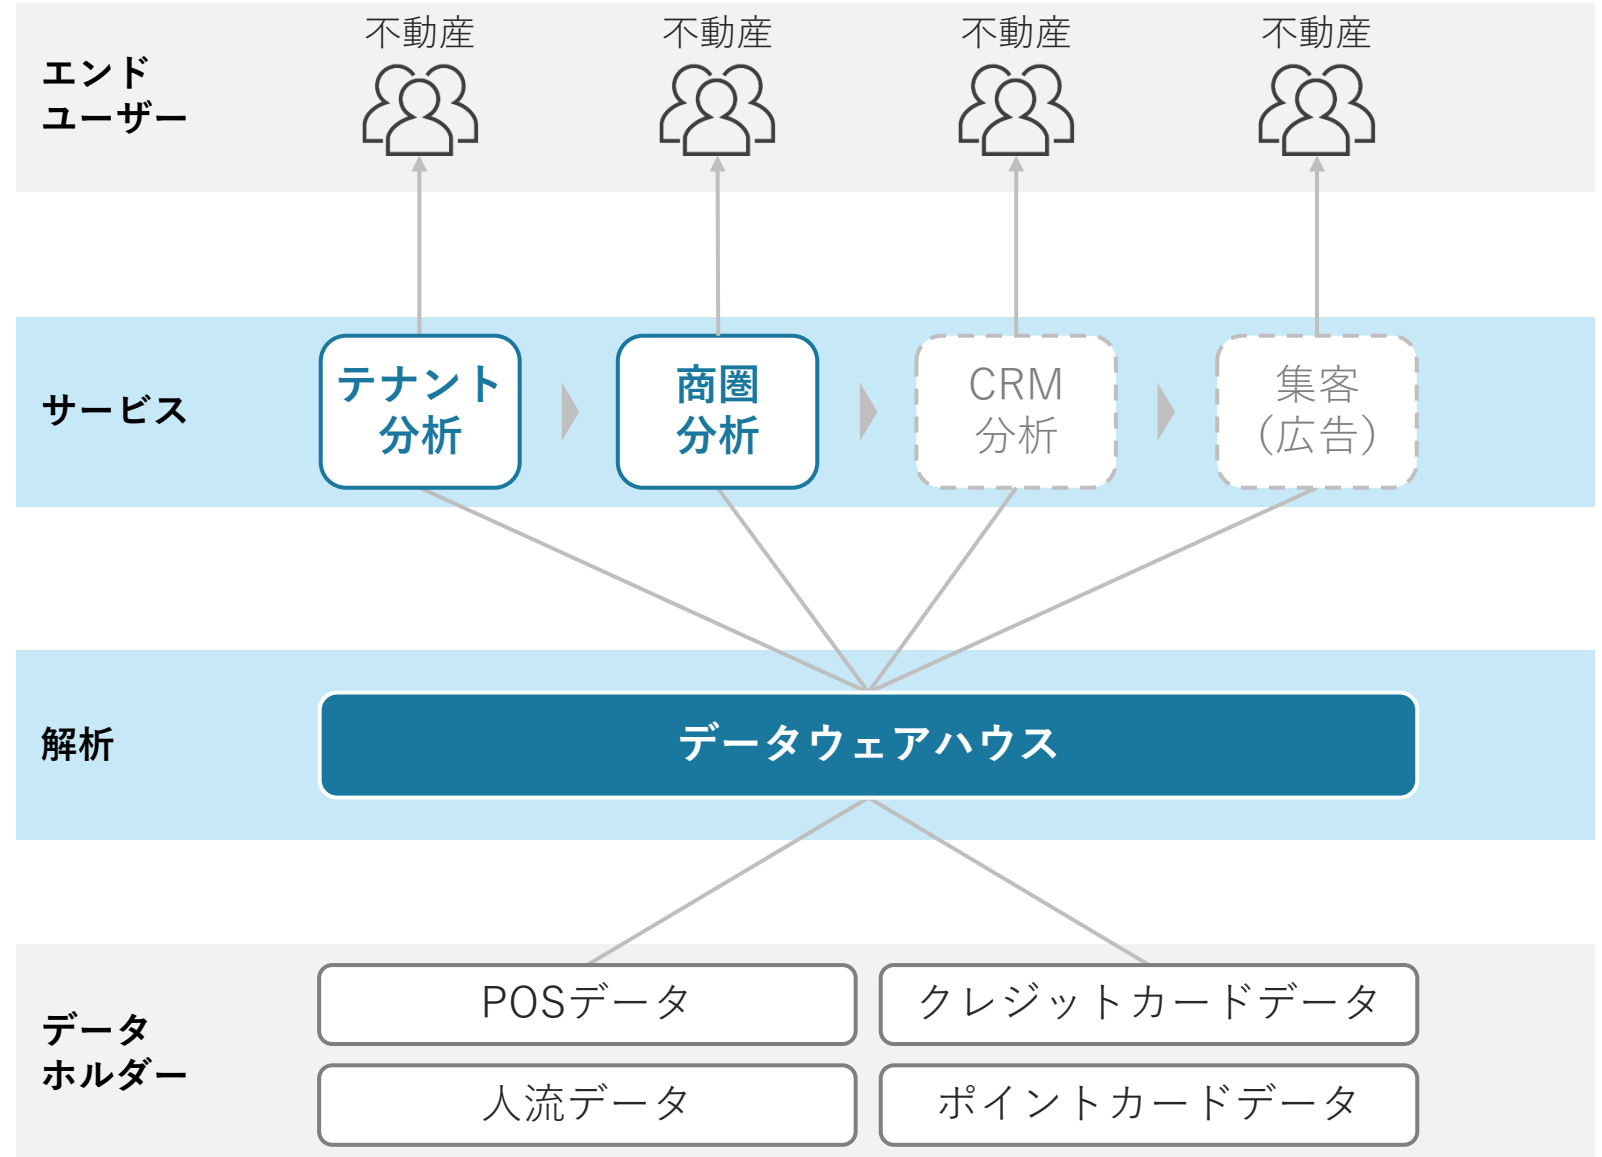 不動産 不動産 不動産 不動産
エンド
ユーザー
サービス
テナント
分析
商圏
分析
CRM
分析
集客
（広告）
解析
データウェアハウス
データ
ホルダー
POSデータ
クレジットカードデータ
人流データ
ポイントカードデータ